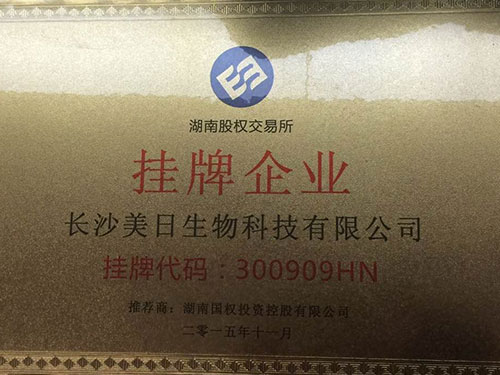 湖南股权交易所
挂牌企业
长沙美日生物科技有限公司
挂牌代码：300909HN
推荐商：湖南国权投资控股有限公司
二零一五年十一月